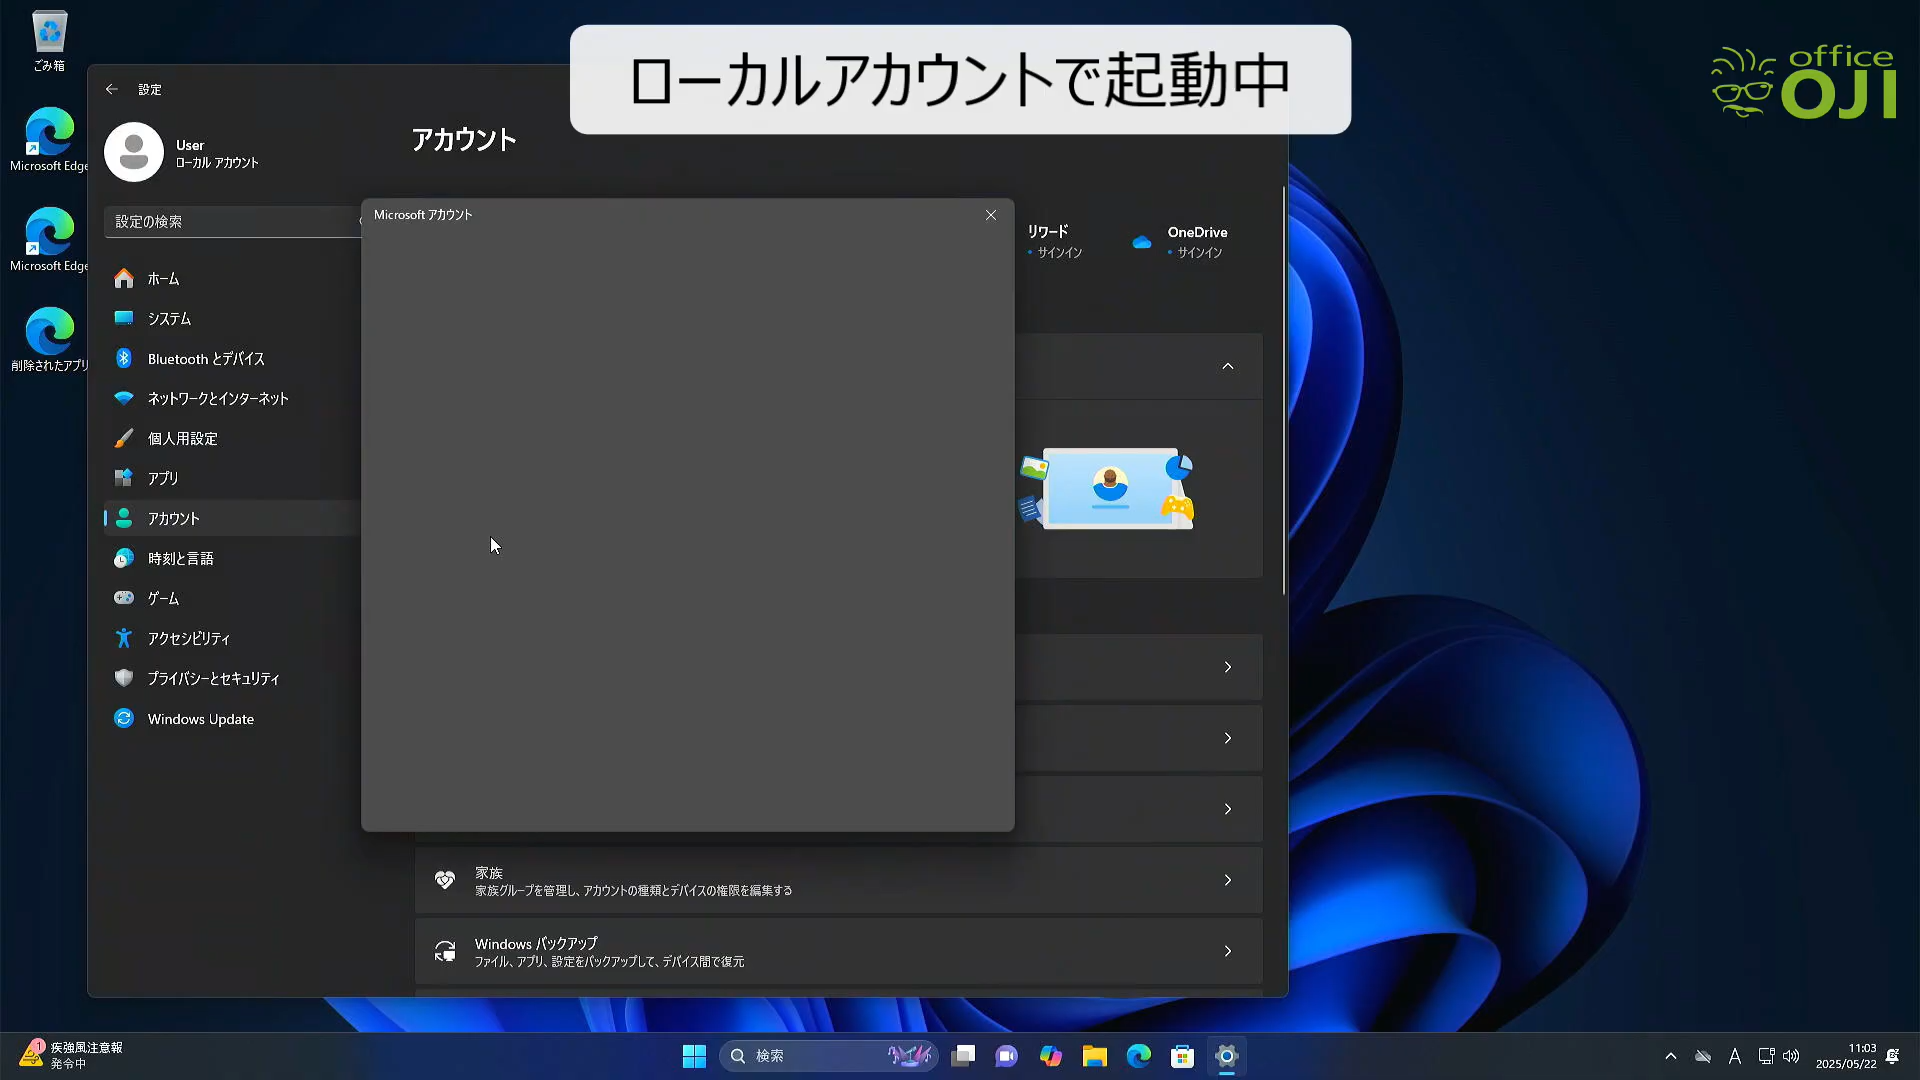 ローカルアカウントで起動中
office
OJI
ごみ箱
Microsoft Edge
Microsoft Edge
削除されたアプリ
設定
User
ローカル アカウント
設定の検索
ホーム
システム
Bluetooth とデバイス
ネットワークとインターネット
個人用設定
アプリ
アカウント
時刻と言語
ゲーム
アクセシビリティ
プライバシーとセキュリティ
Windows Update
アカウント
Microsoft アカウント
リワード
サインイン
OneDrive
サインイン
家族
家族グループを管理し、アカウントの種類とデバイスの権限を編集する
Windows バックアップ
ファイル、アプリ、設定をバックアップして、デバイス間で復元
1
疾強風注意報
発令中
検索
A
11:03
2025/05/22